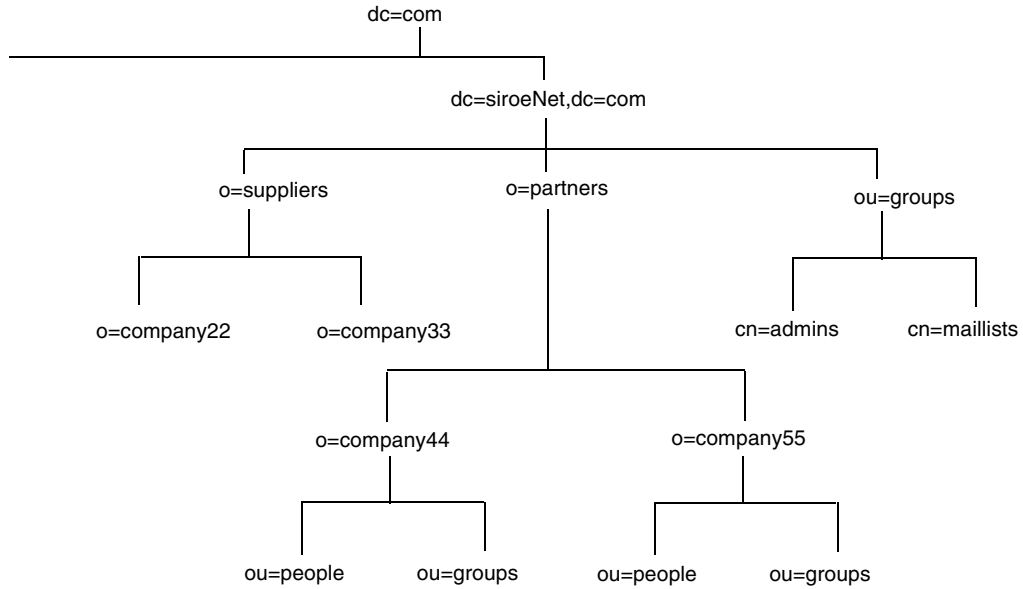 dc=com
dc=siroeNet,dc=com
o=suppliers
o=partners
ou=groups
o=company22
o=company33
cn=admins
cn=maillists
o=company44
o=company55
ou=people
ou=groups
ou=people
ou=groups